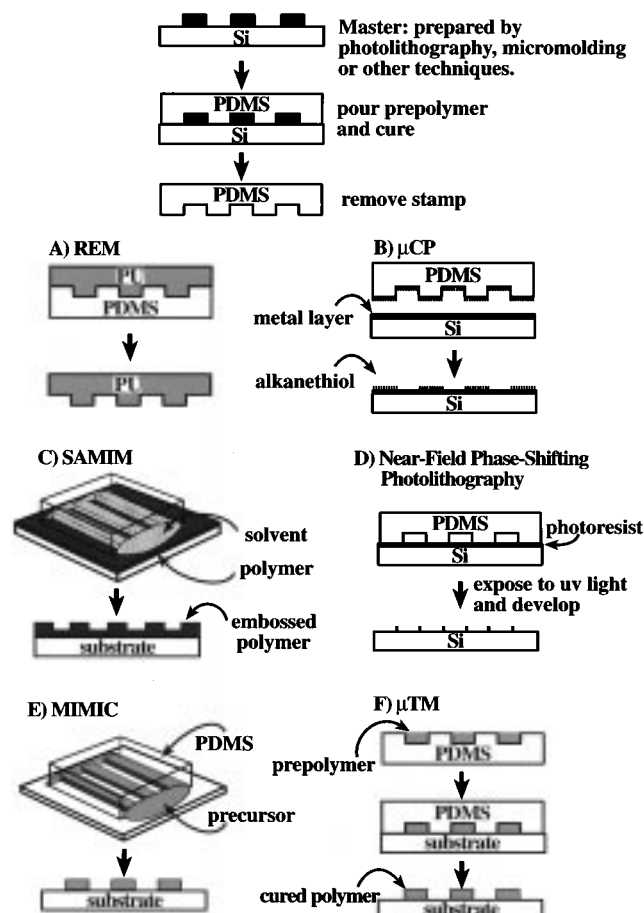 Si
Master: prepared by
photolithography, micromolding
or other techniques.
PDMS
Si
pour prepolymer
and cure
PDMS
remove stamp
A) REM
PU
PDMS
PU
B) μCP
PDMS
metal layer
Si
alkanethiol
Si
C) SAMIM
solvent
polymer
embossed
polymer
substrate
D) Near-Field Phase-Shifting
Photolithography
PDMS
photoresist
Si
expose to uv light
and develop
Si
E) MIMIC
PDMS
precursor
substrate
F) μTM
prepolymer
PDMS
PDMS
substrate
cured polymer
substrate